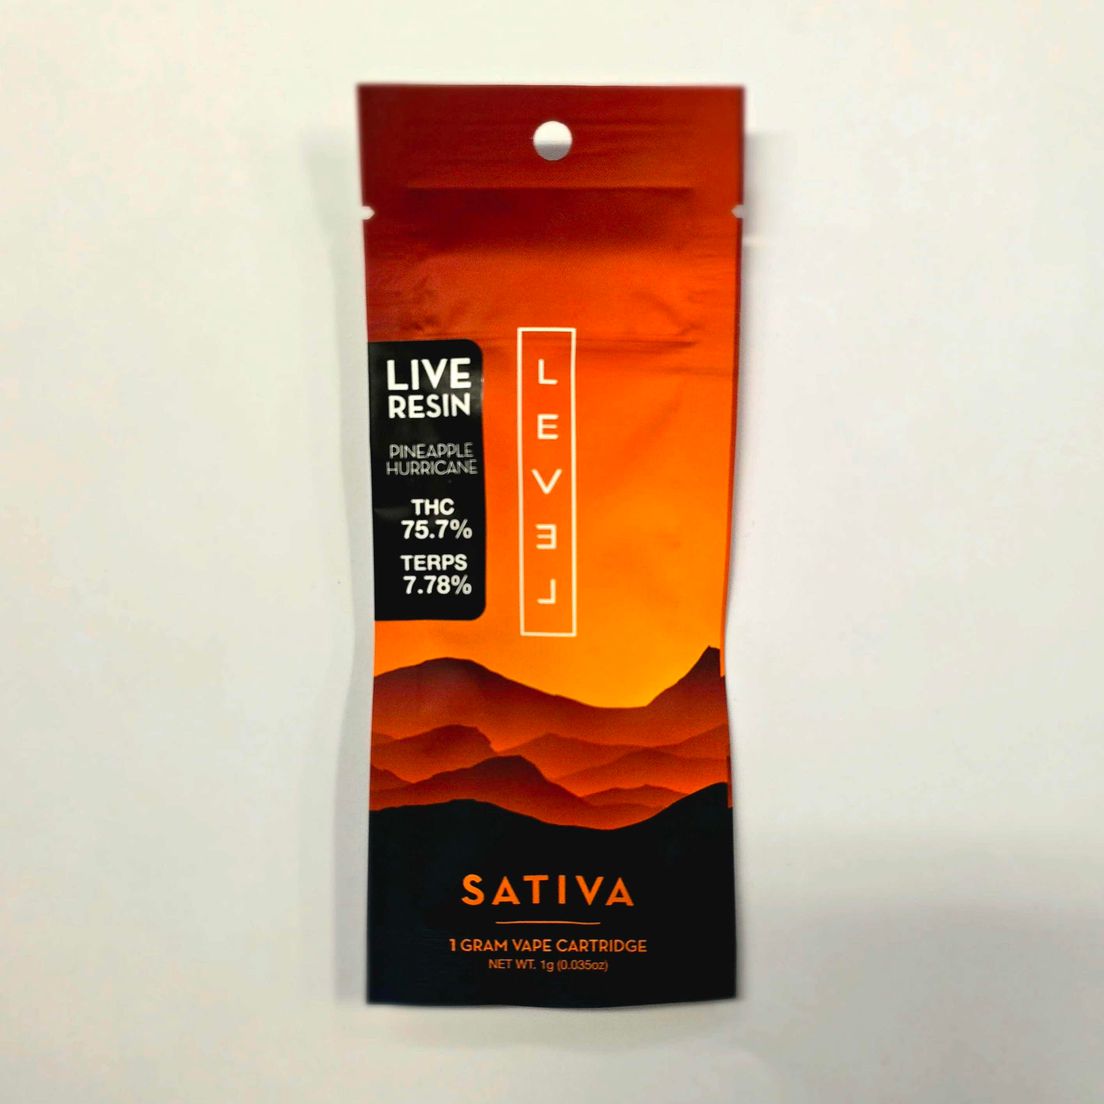 LIVE
RESIN
PINEAPPLE
HURRICANE
THC
75.7%
TERPS
7.78%
LEVEL
SATIVA
1 GRAM VAPE CARTRIDGE
NET WT. 1g (0.035oz)